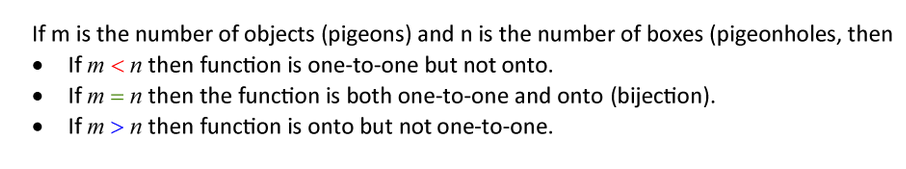 If m is the number of objects (pigeons) and n is the number of boxes (pigeonholes, then
• If m < n then function is one-to-one but not onto.
• If m = n then the function is both one-to-one and onto (bijection).
• If m > n then function is onto but not one-to-one.